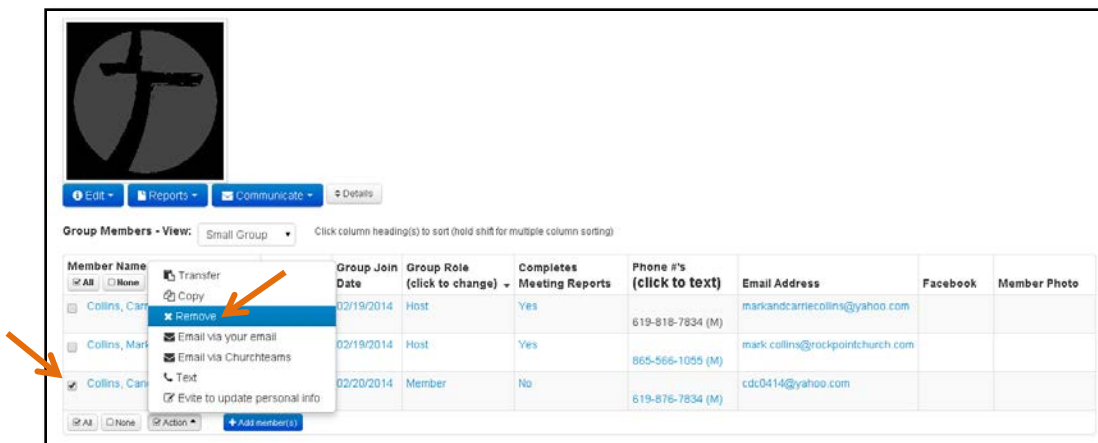 Edit Reports Communicate Details
Group Members - View: Small Group Click column heading(s) to sort (hold shift for multiple column sorting)
Member Name Group Join Date Group Role (click to change) Completes Meeting Reports Phone #'s (click to text) Email Address Facebook Member Photo
All None
Transfer
Copy
Remove
Email via your email
Email via Churchteams
Text
Evite to update personal info
Collins, Carr 02/19/2014 Host Yes 619-818-7834 (M) markandcarriecollins@yahoo.com
Collins, Mark 02/19/2014 Host Yes 865-566-1055 (M) mark.collins@rockpointchurch.com
Collins, Can 02/20/2014 Member No 619-876-7834 (M) cdc0414@yahoo.com
All None Action Add member(s)